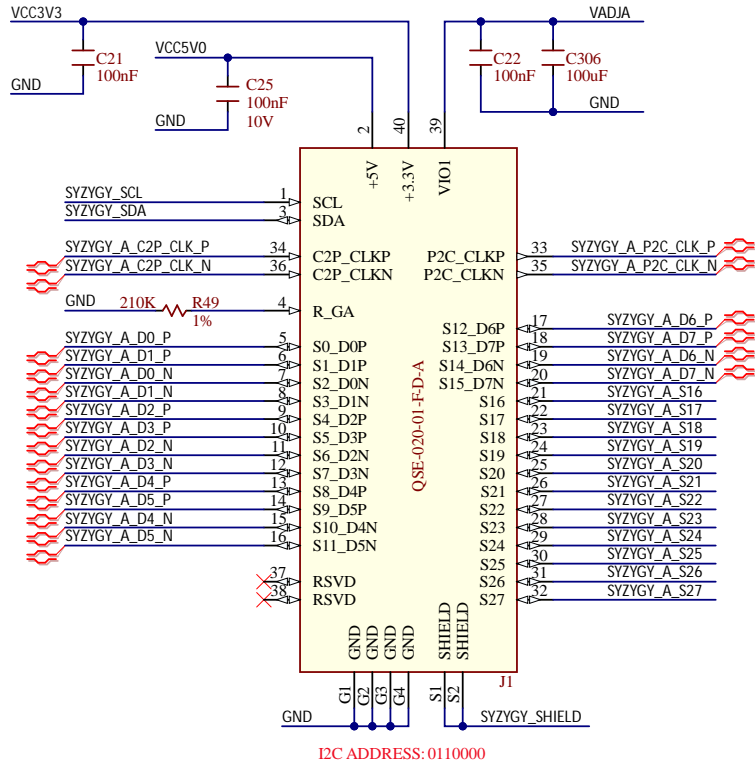 VCC3V3
VADJA
VCC5V0
C21
100nF
C22
100nF
C306
100uF
C25
100nF
10V
GND
GND
GND
2
40
39
+5V
+3.3V
VIO1
SYZYGY_SCL 1 SCL
SYZYGY_SDA 3 SDA
SYZYGY_A_C2P_CLK_P 34 C2P_CLKP P2C_CLKP 33 SYZYGY_A_P2C_CLK_P
SYZYGY_A_C2P_CLK_N 36 C2P_CLKN P2C_CLKN 35 SYZYGY_A_P2C_CLK_N
GND 210K R49 4 R_GA
1%
S12_D6P 17 SYZYGY_A_D6_P
SYZYGY_A_D0_P 5 S0_D0P S13_D7P 18 SYZYGY_A_D7_P
SYZYGY_A_D1_P 6 S1_D1P S14_D6N 19 SYZYGY_A_D6_N
SYZYGY_A_D0_N 7 S2_D0N S15_D7N 20 SYZYGY_A_D7_N
SYZYGY_A_D1_N 8 S3_D1N S16 21 SYZYGY_A_S16
SYZYGY_A_D2_P 9 S4_D2P S17 22 SYZYGY_A_S17
SYZYGY_A_D3_P 10 S5_D3P S18 23 SYZYGY_A_S18
SYZYGY_A_D2_N 11 S6_D2N S19 24 SYZYGY_A_S19
SYZYGY_A_D3_N 12 S7_D3N S20 25 SYZYGY_A_S20
SYZYGY_A_D4_P 13 S8_D4P S21 26 SYZYGY_A_S21
SYZYGY_A_D5_P 14 S9_D5P S22 27 SYZYGY_A_S22
SYZYGY_A_D4_N 15 S10_D4N S23 28 SYZYGY_A_S23
SYZYGY_A_D5_N 16 S11_D5N S24 29 SYZYGY_A_S24
S25 30 SYZYGY_A_S25
37 RSVD S26 31 SYZYGY_A_S26
38 RSVD S27 32 SYZYGY_A_S27
QSE-020-01-F-D-A
GND
GND
GND
GND
SHIELD
SHIELD
G1
G2
G3
G4
S1
S2
J1
GND
SYZYGY_SHIELD
I2C ADDRESS: 0110000